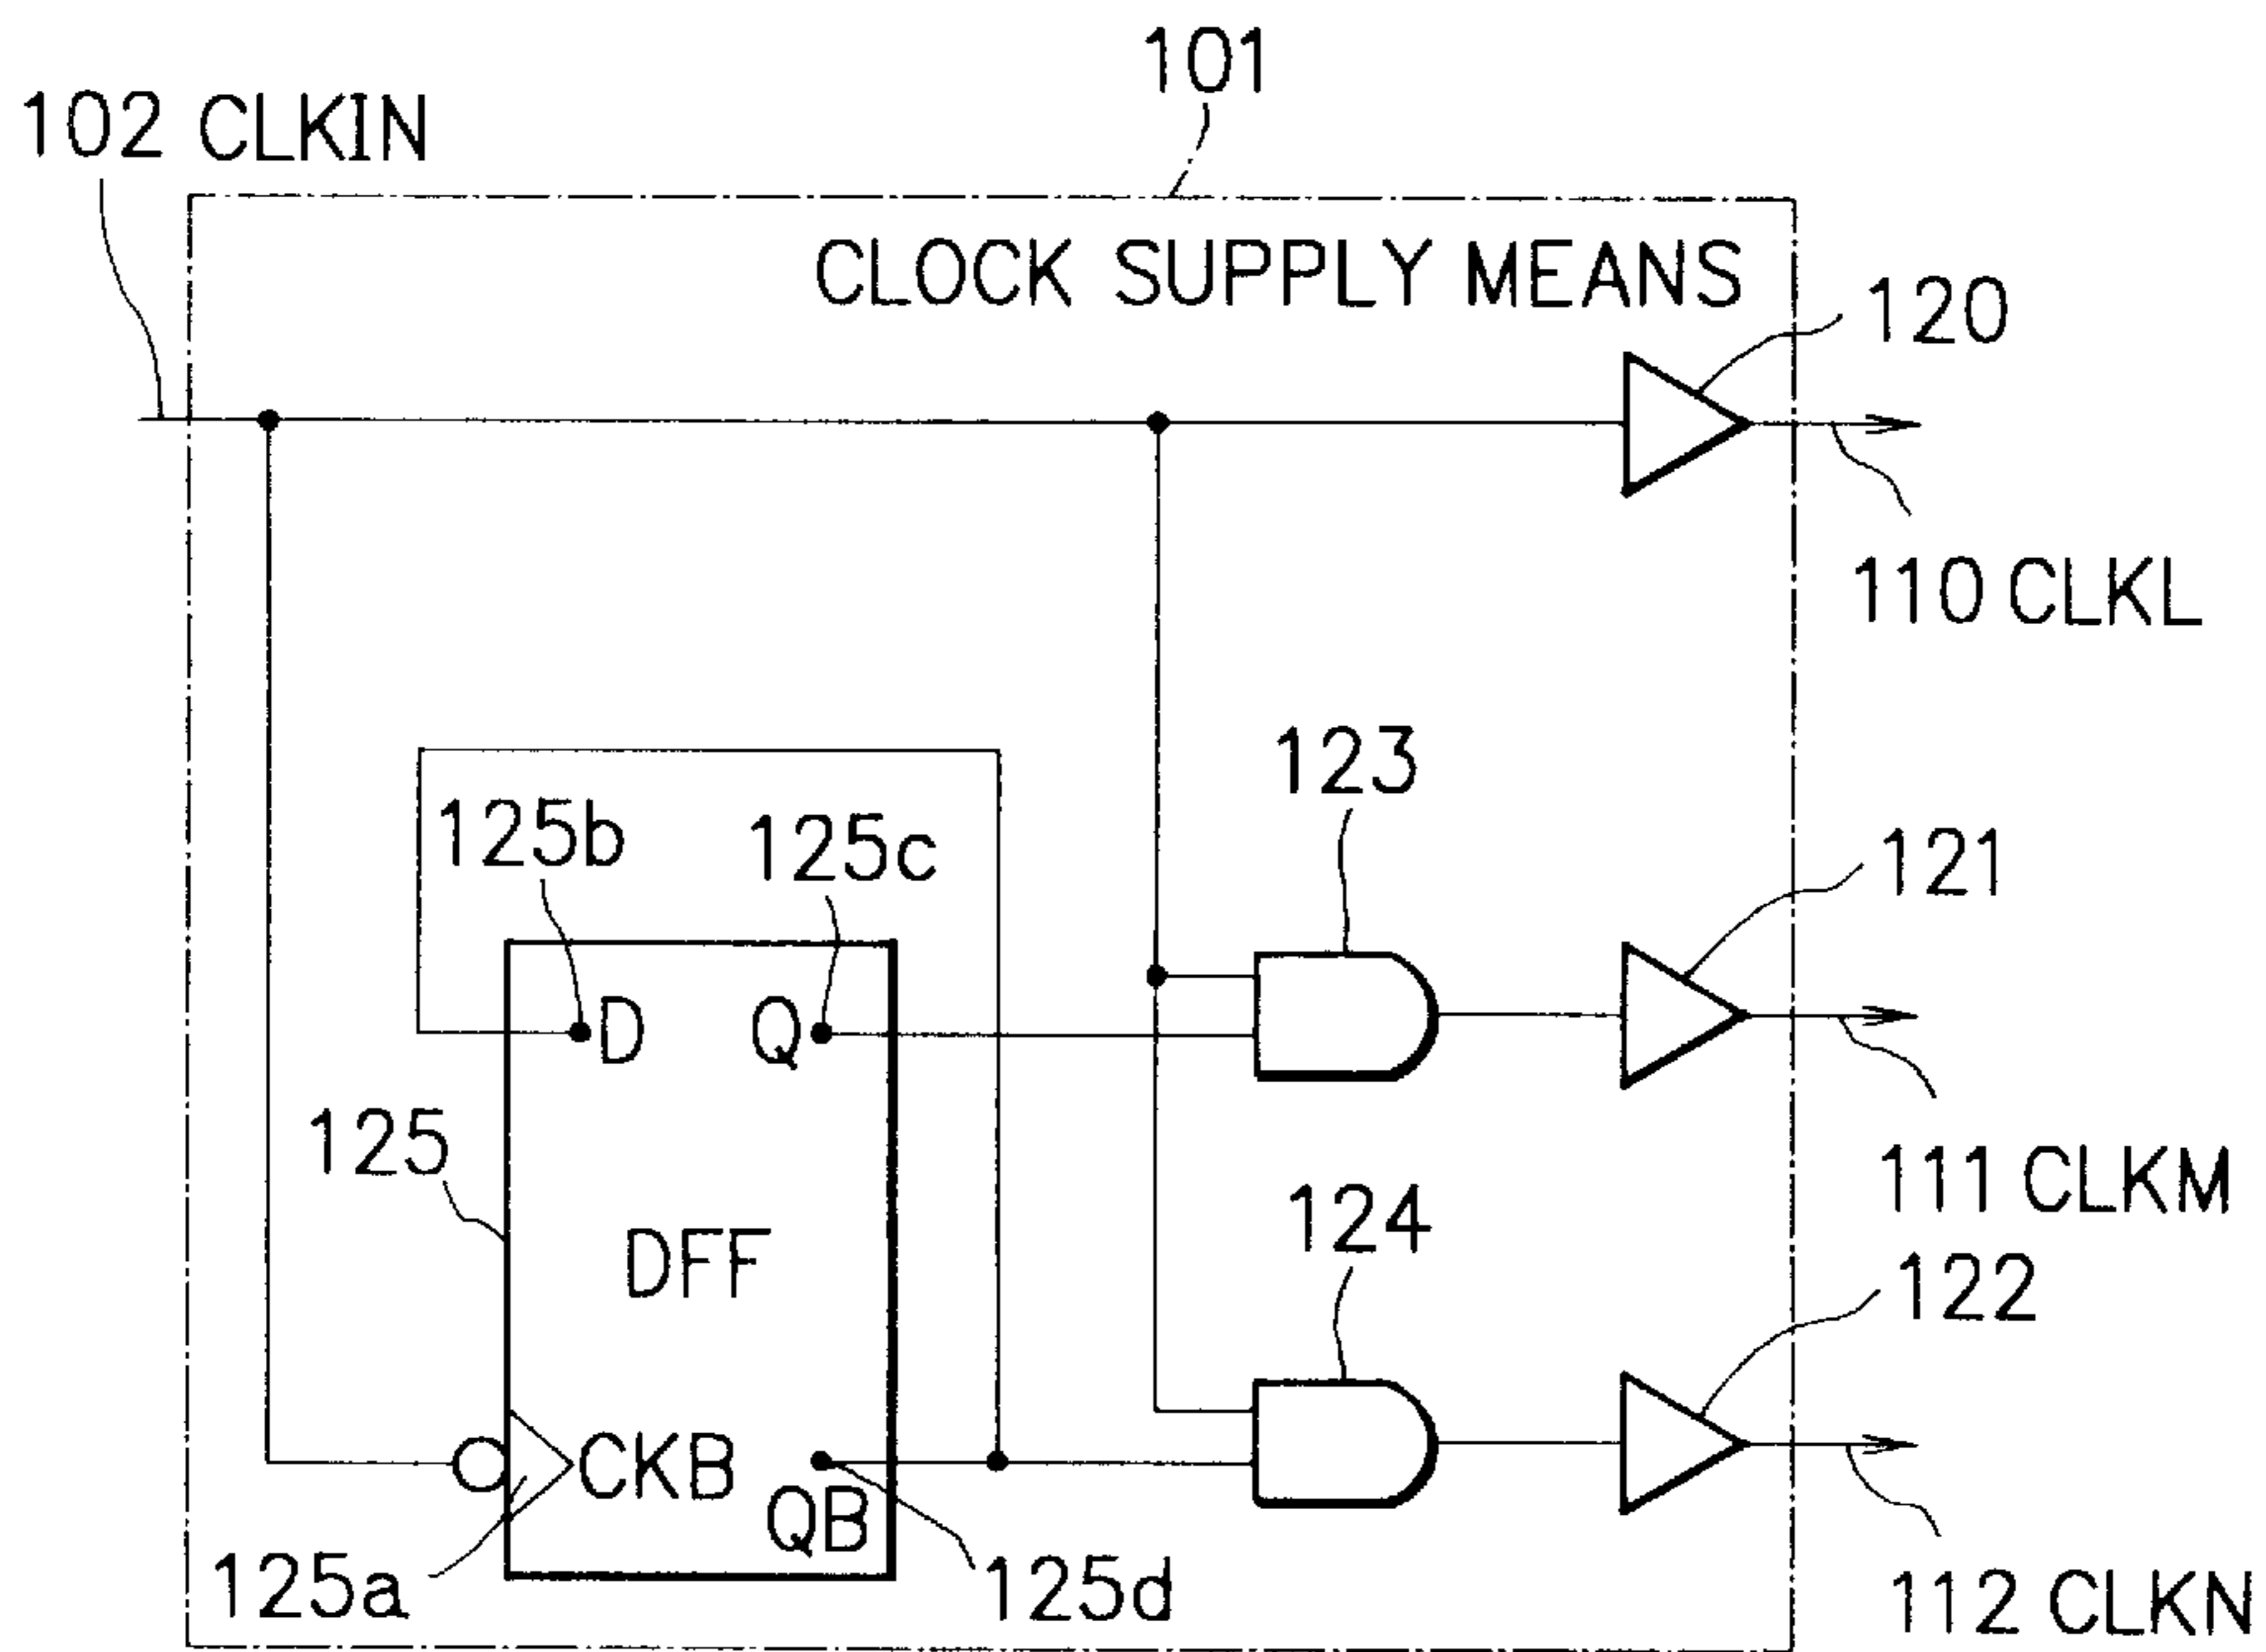 101
102 CLKIN
CLOCK SUPPLY MEANS
120
110 CLKL
123
125b
125c
121
D
Q
125
111 CLKM
124
DFF
122
CKB
QB
125a
125d
112 CLKN